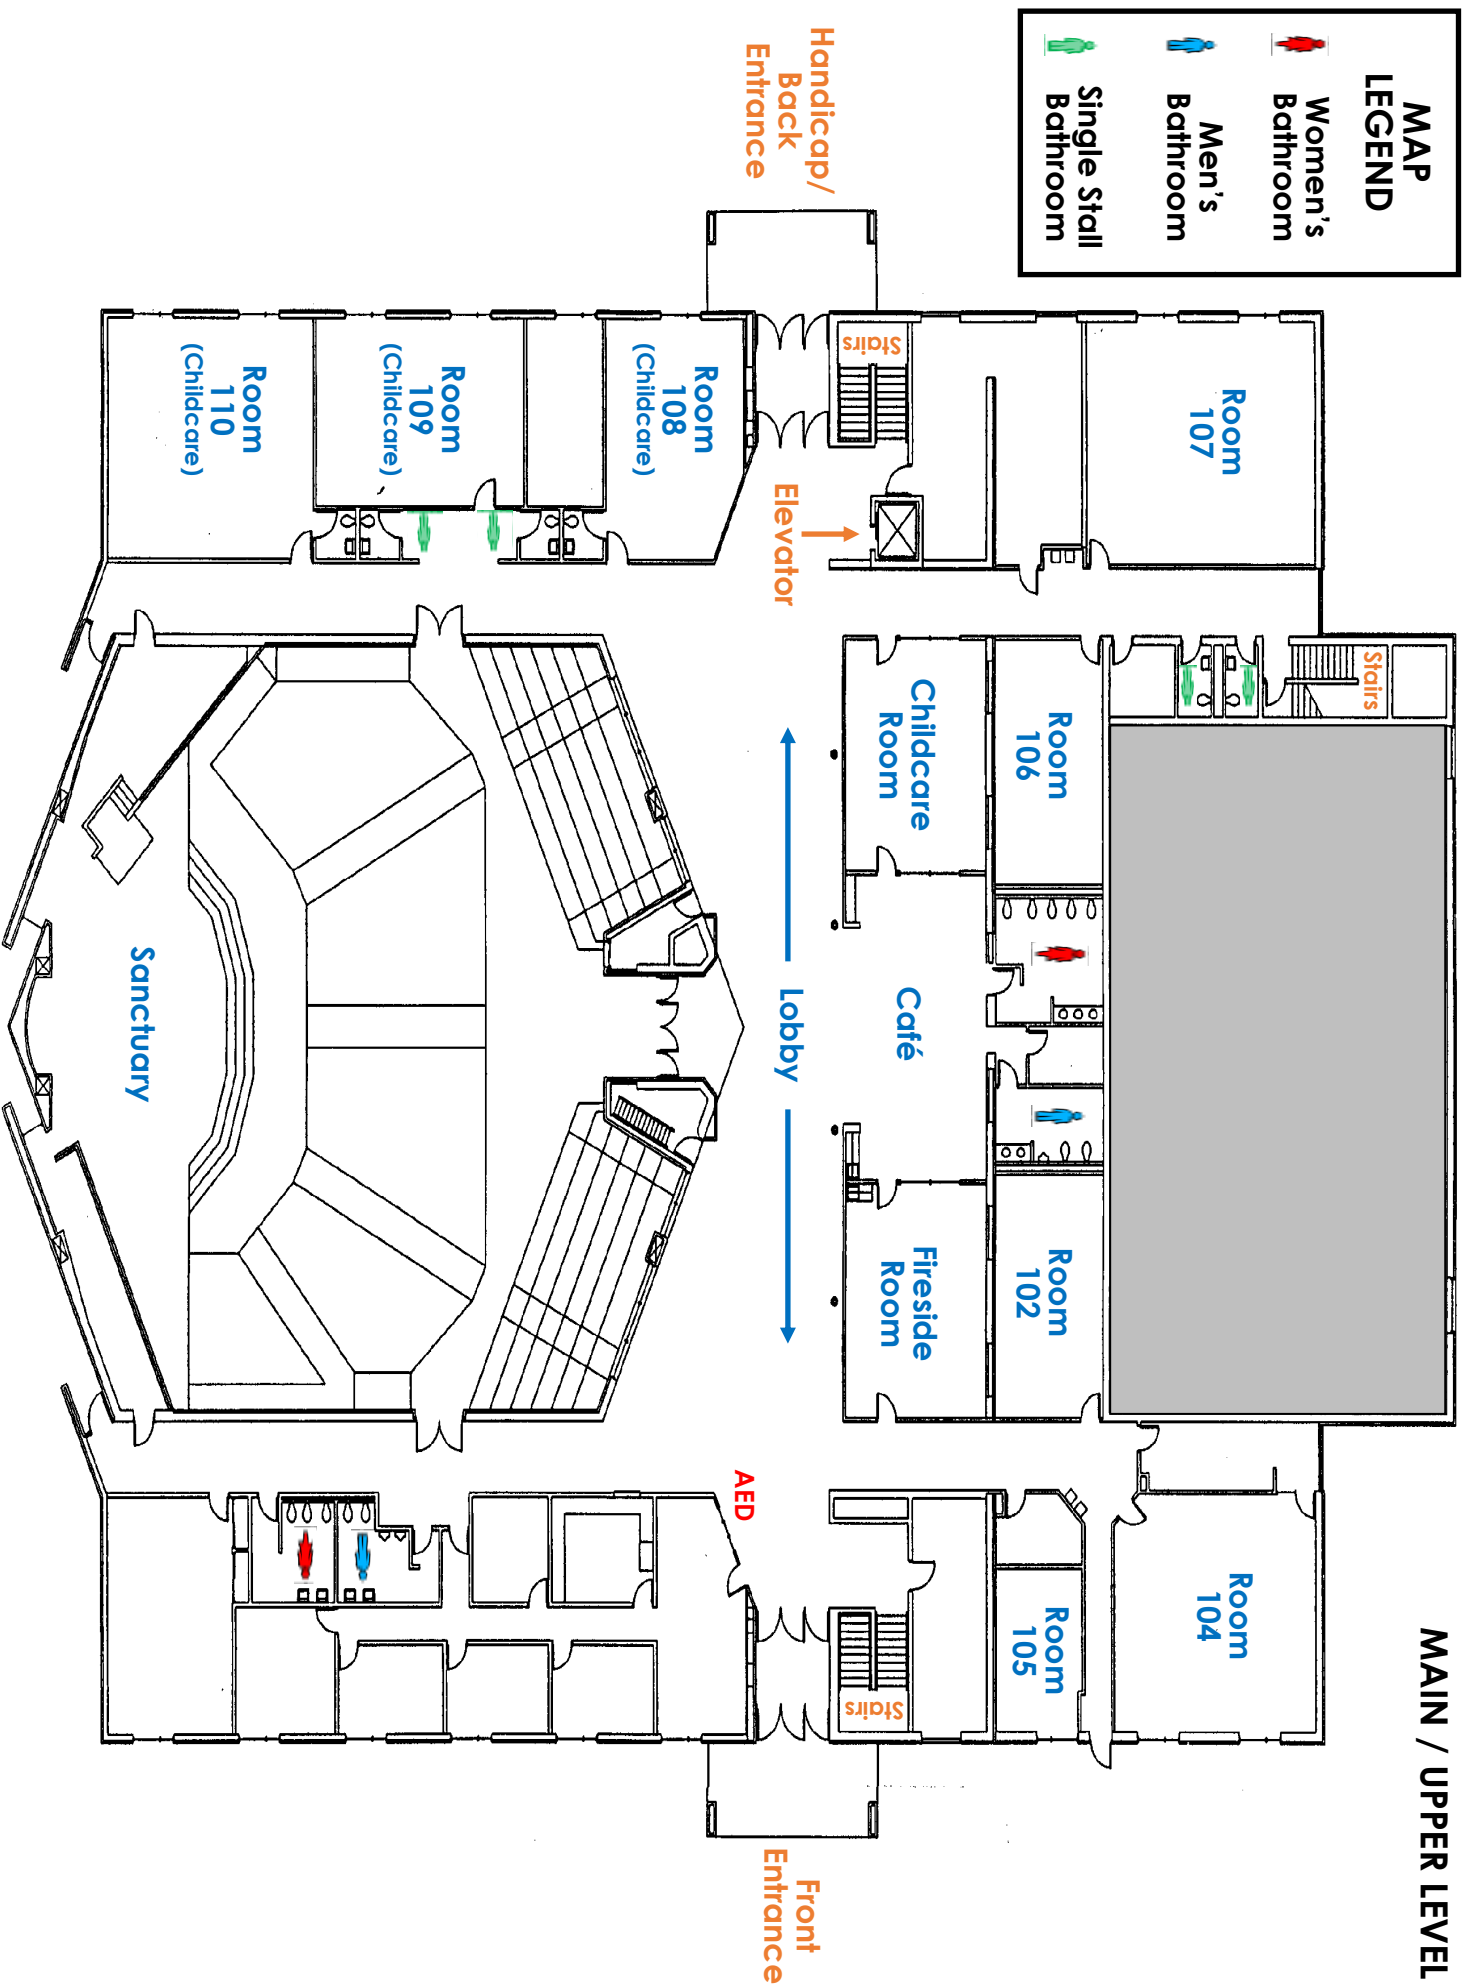 MAIN / UPPER LEVEL
MAP
LEGEND
Women's
Bathroom
Men's
Bathroom
Single Stall
Bathroom
Stairs
Room
107
Room
106
Room
102
Room
104
Room
105
Childcare
Room
Café
Fireside
Room
Stairs
Stairs
Handicap/
Back
Entrance
Elevator
Lobby
AED
Front
Entrance
Room
108
(Childcare)
Room
109
(Childcare)
Room
110
(Childcare)
Sanctuary